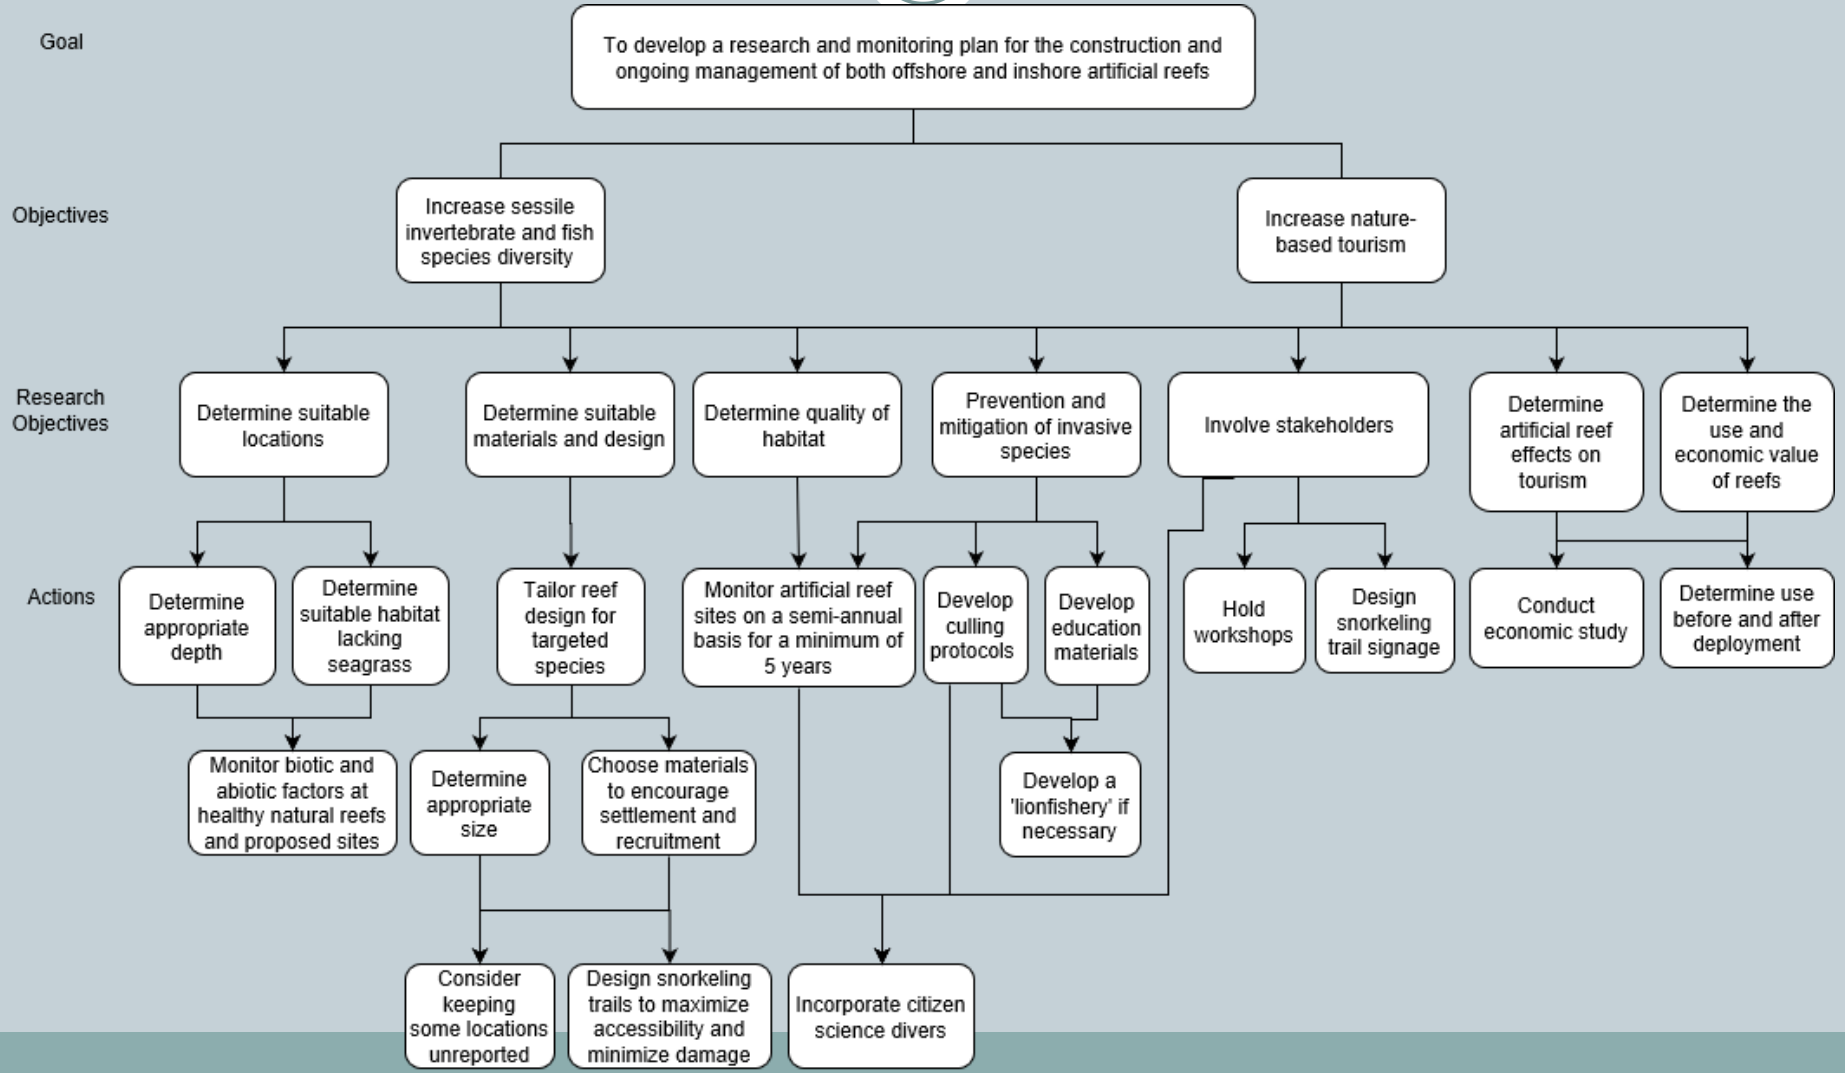 Goal
To develop a research and monitoring plan for the construction and
ongoing management of both offshore and inshore artificial reefs
Objectives
Increase sessile
invertebrate and fish
species diversity
Increase nature-
based tourism
Research
Objectives
Determine suitable
locations
Determine suitable
materials and design
Determine quality of
habitat
Prevention and
mitigation of invasive
species
Involve stakeholders
Determine
artificial reef
effects on
tourism
Determine the
use and
economic value
of reefs
Actions
Determine
appropriate
depth
Determine
suitable habitat
lacking
seagrass
Tailor reef
design for
targeted
species
Monitor artificial reef
sites on a semi-annual
basis for a minimum of
5 years
Develop
culling
protocols
Develop
education
materials
Hold
workshops
Design
snorkeling
trail signage
Conduct
economic study
Determine use
before and after
deployment
Monitor biotic and
abiotic factors at
healthy natural reefs
and proposed sites
Determine
appropriate
size
Choose materials
to encourage
settlement and
recruitment
Develop a
'lionfishery' if
necessary
Consider
keeping
some locations
unreported
Design snorkeling
trails to maximize
accessibility and
minimize damage
Incorporate citizen
science divers